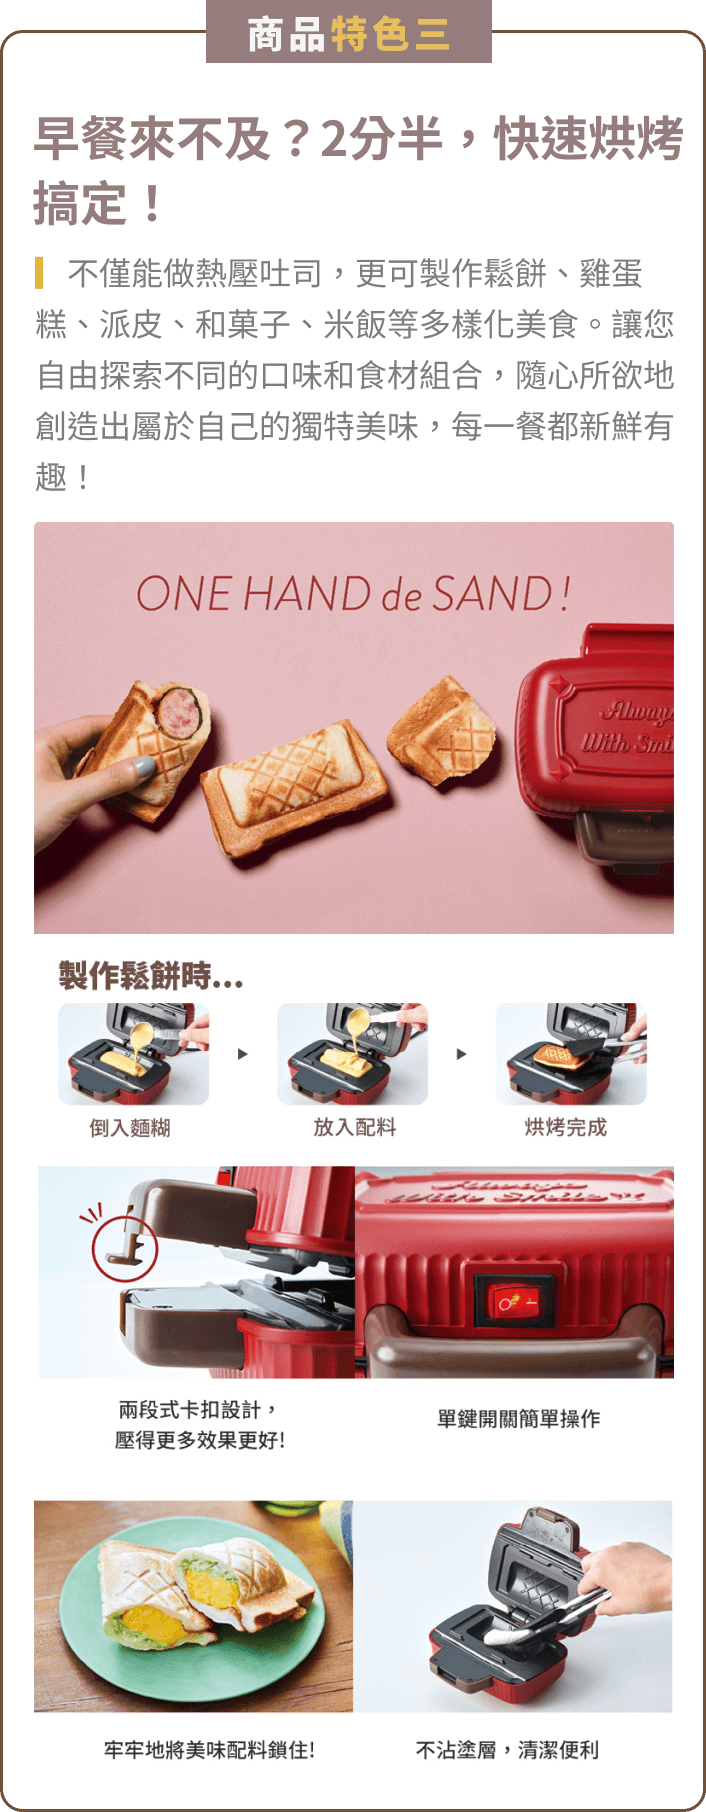 商品特色三
早餐來不及？2分半，快速烘烤
搞定！
不僅能做熱壓吐司，更可製作鬆餅、雞蛋
糕、派皮、和菓子、米飯等多樣化美食。讓您
自由探索不同的口味和食材組合，隨心所欲地
創造出屬於自己的獨特美味，每一餐都新鮮有
趣！
ONE HAND de SAND!
Always
With Smi
製作鬆餅時...
倒入麵糊
放入配料
烘烤完成
Always
With Smile
兩段式卡扣設計，
壓得更多效果更好!
單鍵開關簡單操作
牢牢地將美味配料鎖住!
不沾塗層，清潔便利